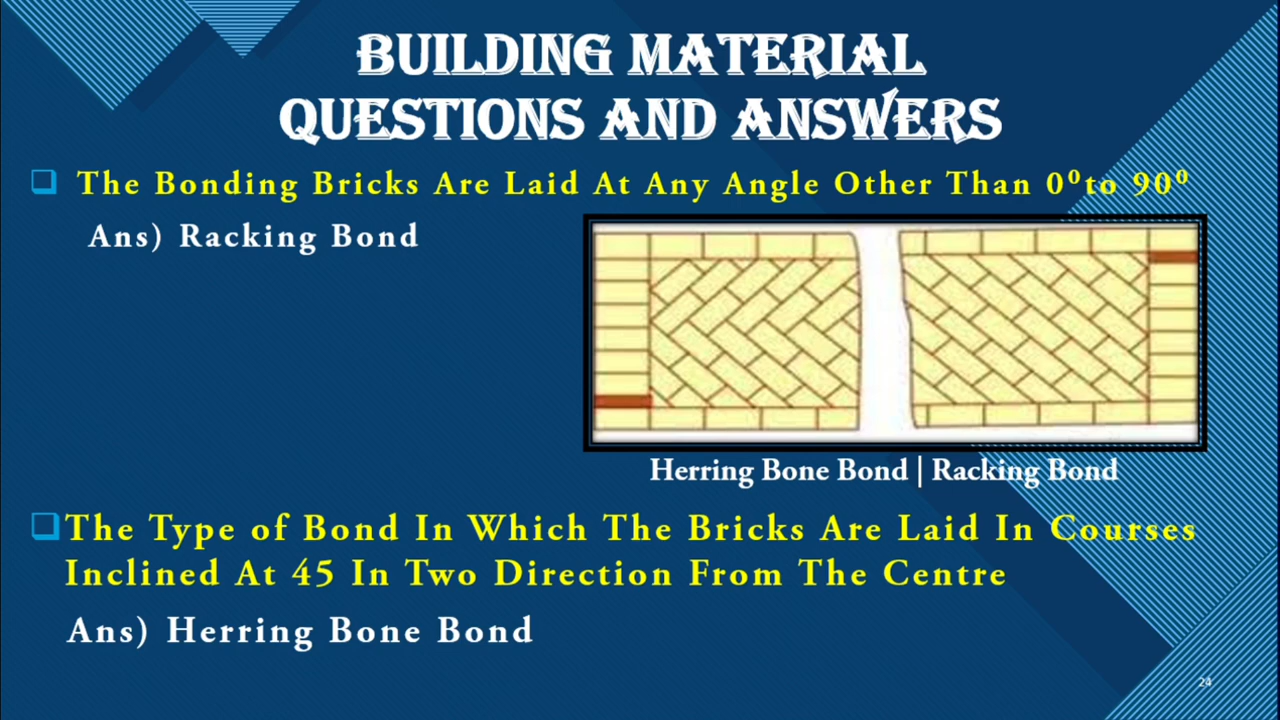 BUILDING MATERIAL
QUESTIONS AND ANSWERS
The Bonding Bricks Are Laid At Any Angle Other Than 0⁰to 90⁰
Ans) Racking Bond
Herring Bone Bond | Racking Bond
The Type of Bond In Which The Bricks Are Laid In Courses
Inclined At 45 In Two Direction From The Centre
Ans) Herring Bone Bond
24